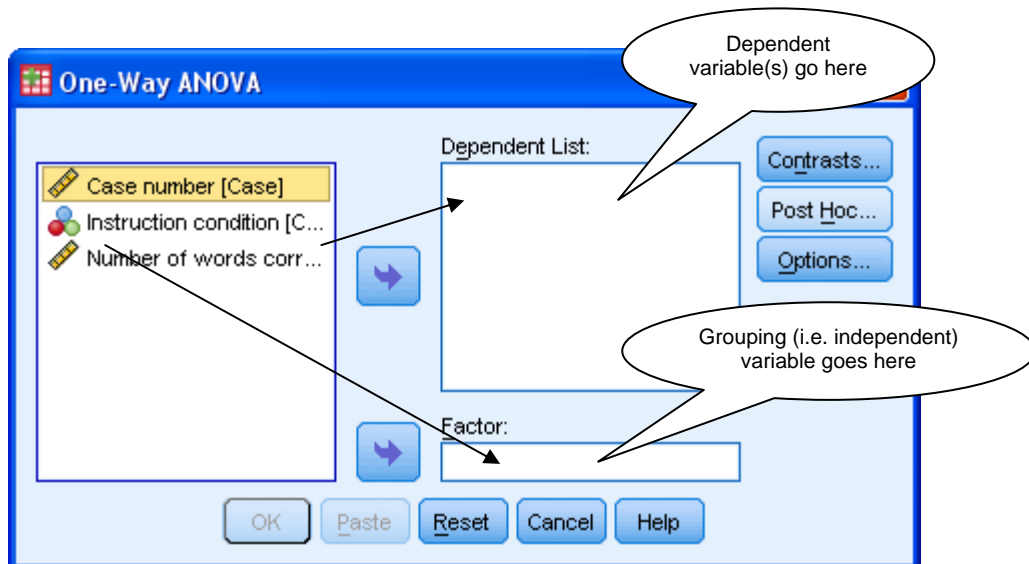 Dependent
variable(s) go here
One-Way ANOVA
Dependent List:
Case number [Case]
Instruction condition [C...
Number of words corr...
Contrasts...
Post Hoc...
Options...
Grouping (i.e. independent)
variable goes here
Factor:
OK
Paste
Reset
Cancel
Help